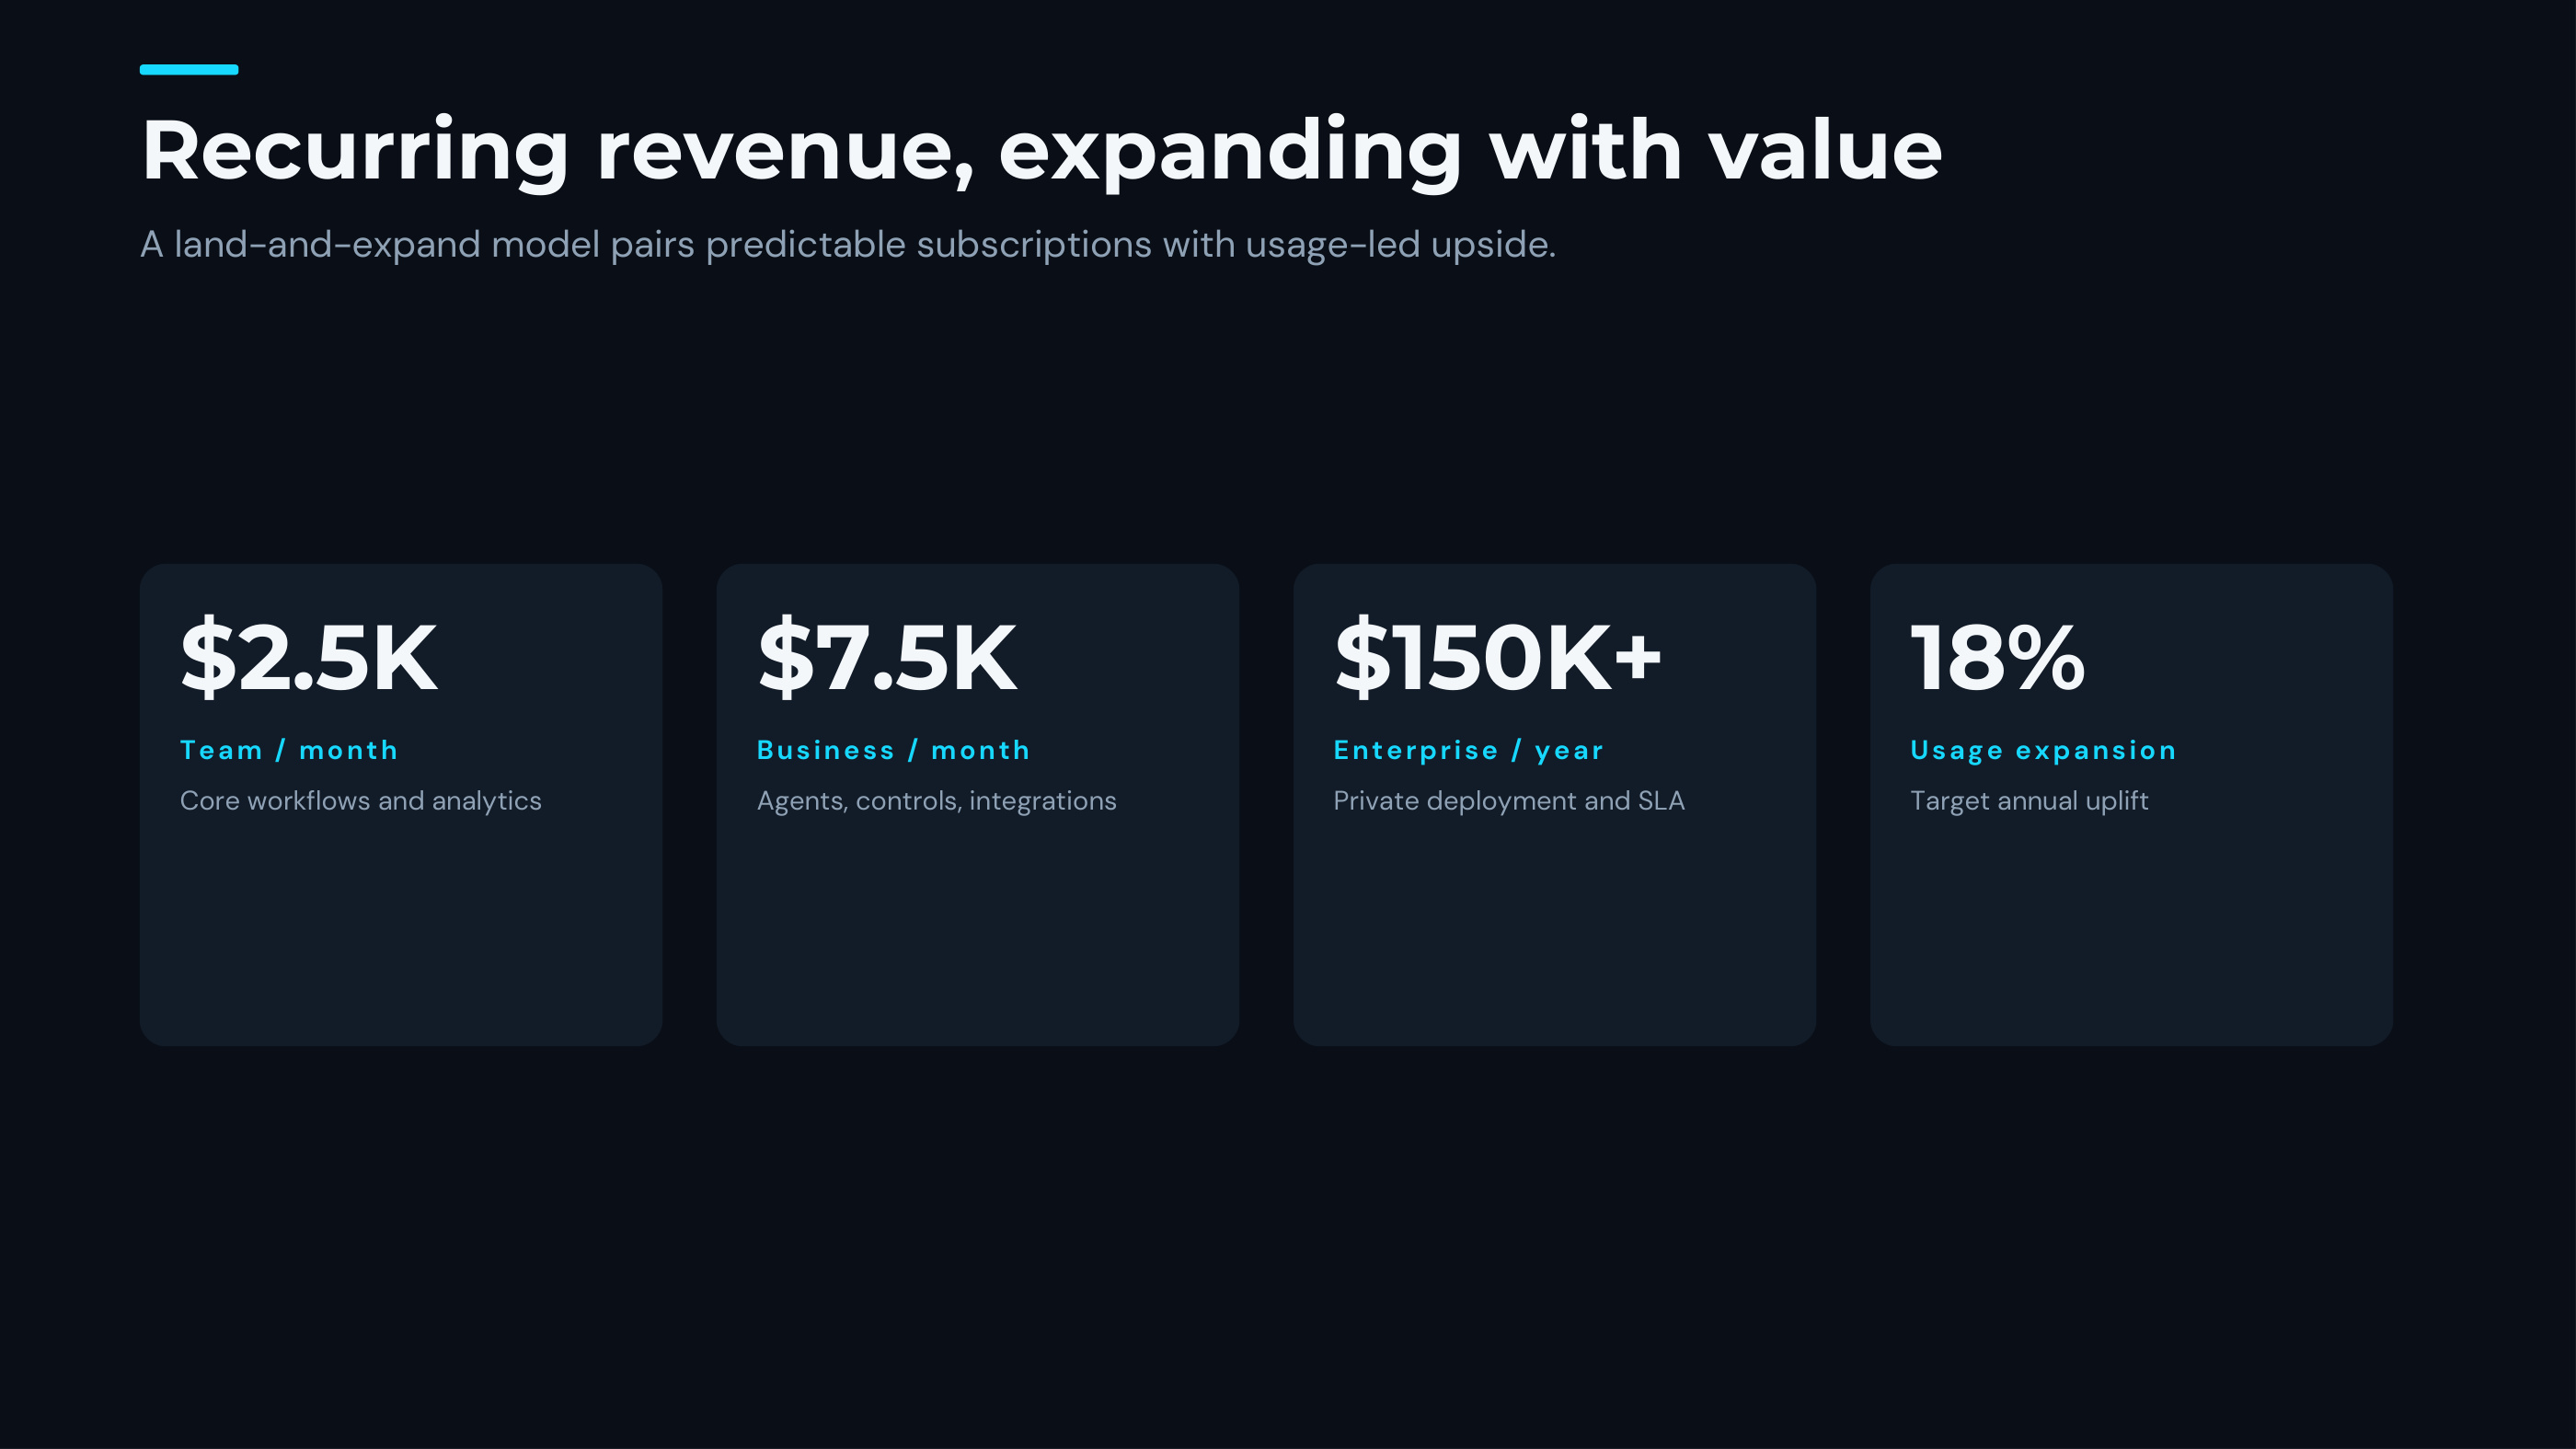 Recurring revenue, expanding with value
A land-and-expand model pairs predictable subscriptions with usage-led upside.
$2.5K
Team / month
Core workflows and analytics
$7.5K
Business / month
Agents, controls, integrations
$150K+
Enterprise / year
Private deployment and SLA
18%
Usage expansion
Target annual uplift